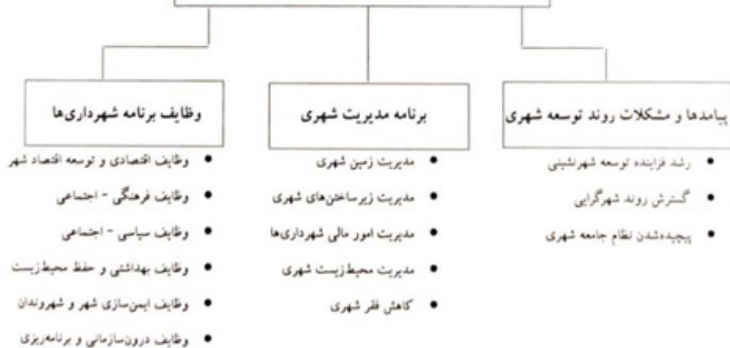 پیامدها و مشکلات روند توسعه شهری
• رشد فزاینده توسعه شهرنشینی
• گسترش روند شهرگرایی
• پیچیده‌شدن نظام جامعه شهری
برنامه مدیریت شهری
• مدیریت زمین شهری
• مدیریت زیرساختن‌های شهری
• مدیریت امور مالی شهرداری‌ها
• مدیریت محیط‌زیست شهری
• کاهش فقر شهری
وظایف برنامه شهرداری‌ها
• وظایف اقتصادی و توسعه اقتصاد شهر
• وظایف فرهنگی - اجتماعی
• وظایف سیاسی - اجتماعی
• وظایف بهداشتی و حفظ محیط‌زیست
• وظایف ایمن‌سازی شهر و شهروندان
• وظایف درون‌سازمانی و برنامه‌ریزی